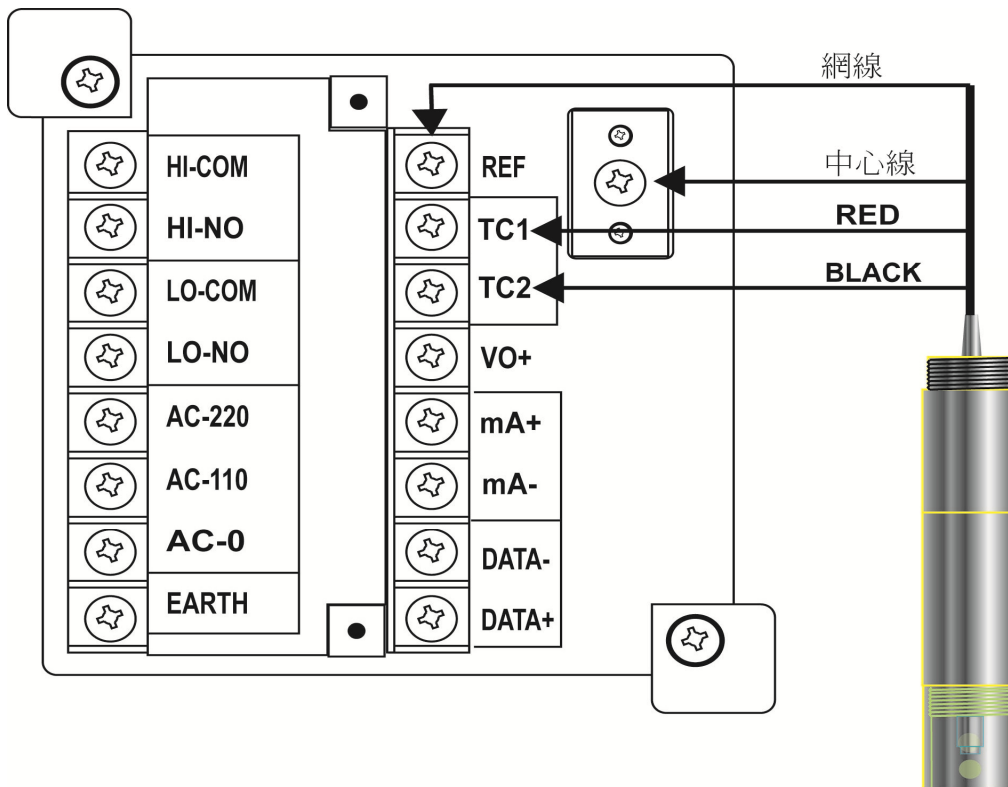 HI-COM
HI-NO
LO-COM
LO-NO
AC-220
AC-110
AC-0
EARTH
REF
TC1
TC2
VO+
mA+
mA-
DATA-
DATA+
網線
中心線
RED
BLACK